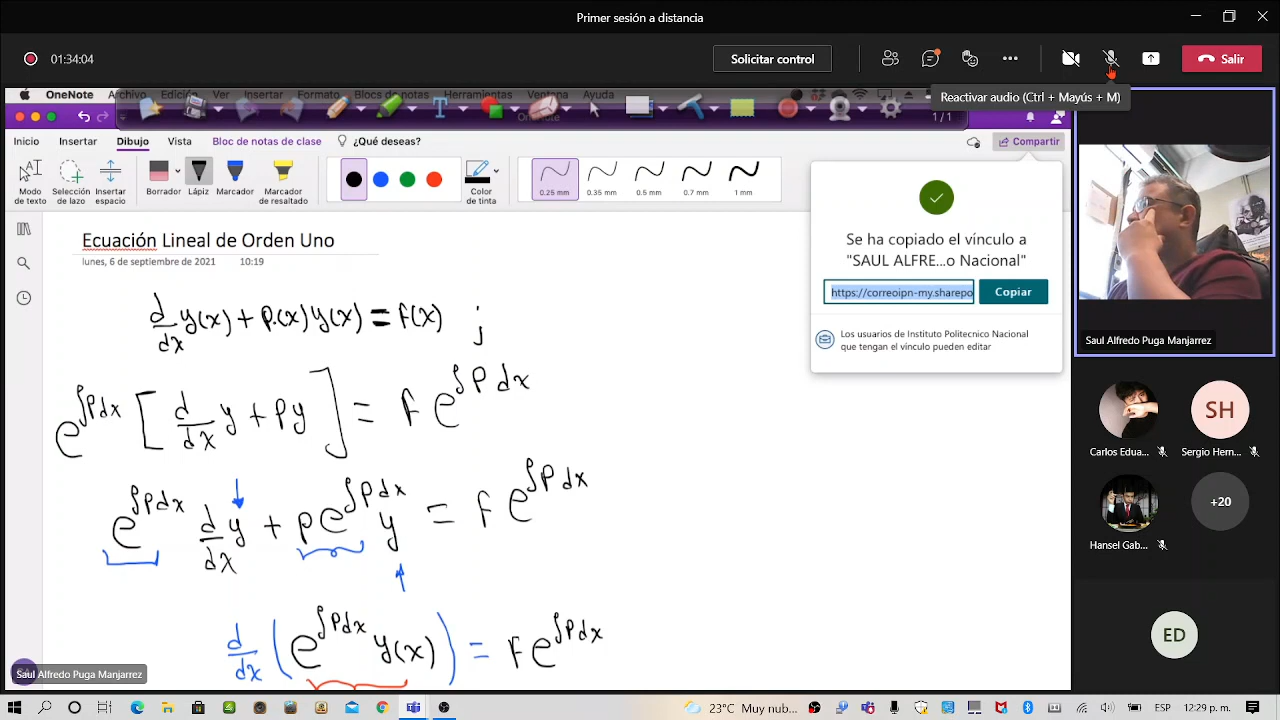 Primer sesión a distancia
01:34:04
Solicitar control
Salir
Reactivar audio (Ctrl + Mayús + M)
OneNote Archivo Edición Ver Insertar Formato Blocs de notas Herramientas Ventana Ayuda
OneNote
1/1
Inicio Insertar Dibujo Vista Bloc de notas de clase ¿Qué deseas? Compartir
Modo de texto
Selección de lazo
Insertar espacio
Borrador
Lápiz
Marcador
Marcador de resaltado
Color de tinta
0.25 mm 0.35 mm 0.5 mm 0.7 mm 1 mm
Ecuación Lineal de Orden Uno
lunes, 6 de septiembre de 2021 10:19
d/dx y(x) + p(x)y(x) = f(x) ;
e^∫pdx [ d/dx y + py ] = f e^∫p dx
e^∫pdx d/dx y + p e^∫pdx y = f e^∫p dx
d/dx ( e^∫pdx y(x) ) = f e^∫pdx
Se ha copiado el vínculo a
"SAUL ALFRE...o Nacional"
https://correoipn-my.sharepo
Copiar
Los usuarios de Instituto Politecnico Nacional
que tengan el vínculo pueden editar
Saul Alfredo Puga Manjarrez
Carlos Edua...
SH
Sergio Hern...
Hansel Gab...
+20
ED
Saul Alfredo Puga Manjarrez
23°C Muy nub...
ESP
12:29 p. m.